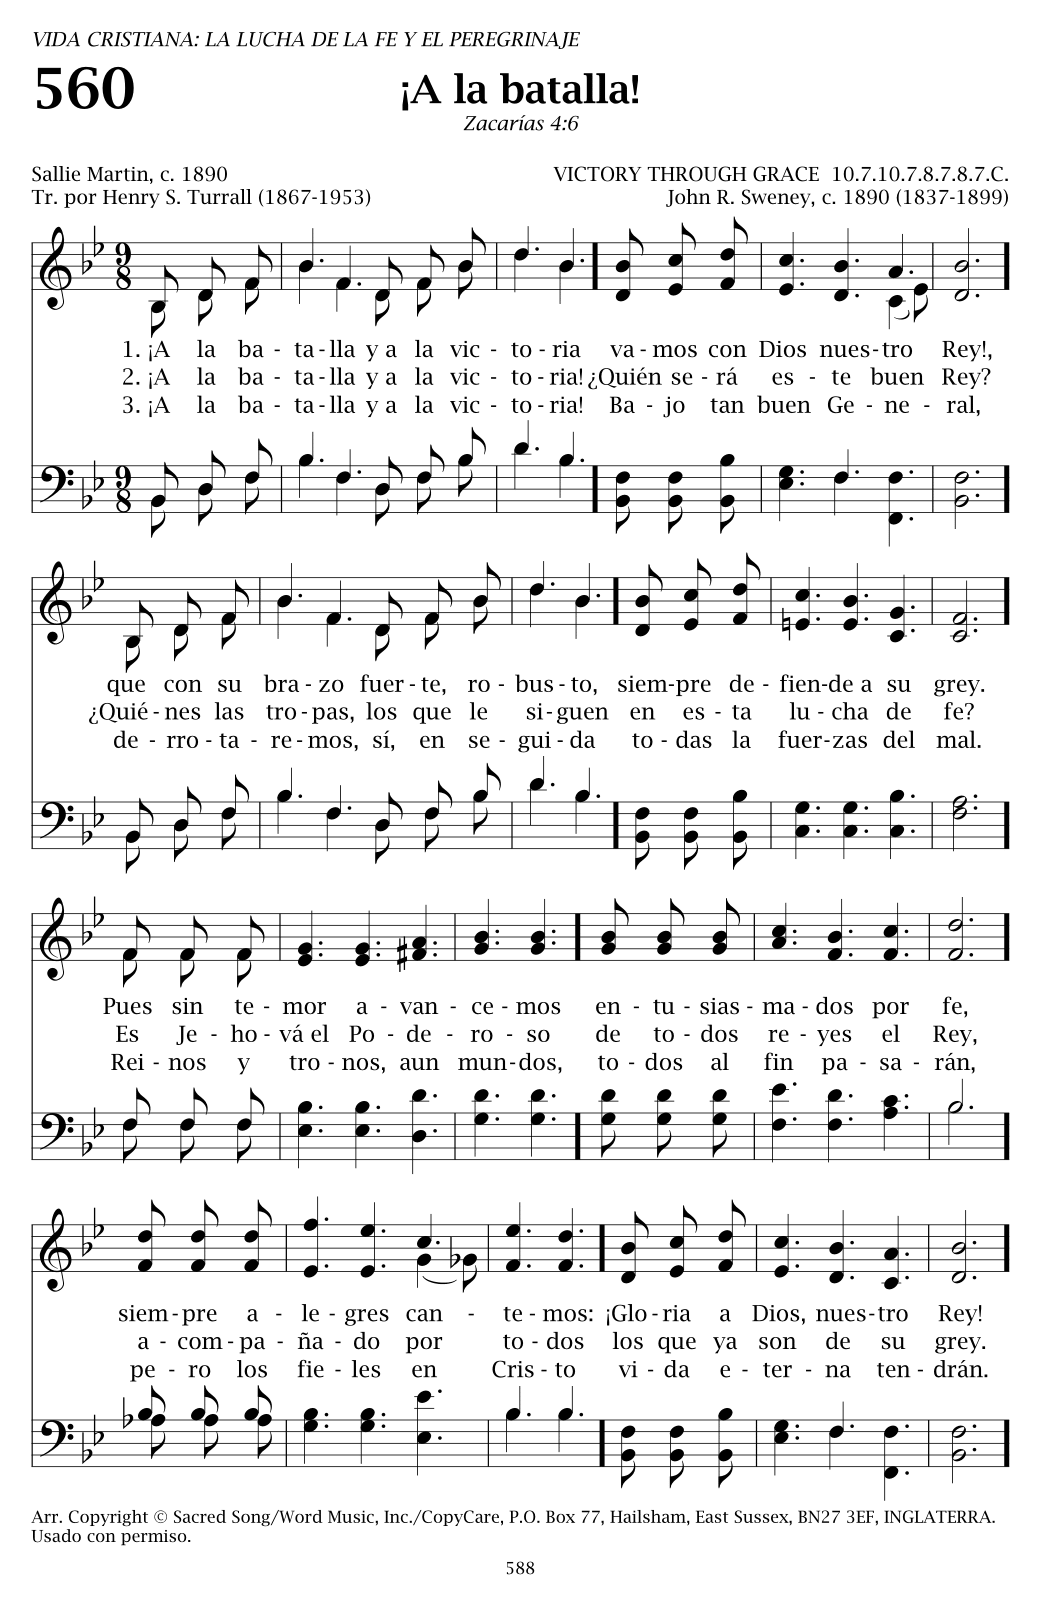 VIDA CRISTIANA: LA LUCHA DE LA FE Y EL PEREGRINAJE
560
¡A la batalla!
Zacarías 4:6
Sallie Martin, c. 1890
VICTORY THROUGH GRACE 10.7.10.7.8.7.8.7.C.
Tr. por Henry S. Turrall (1867-1953)
John R. Sweney, c. 1890 (1837-1899)
9 8
1. ¡A la ba - ta - lla y a la vic - to - ria va - mos con Dios nues - tro Rey!,
2. ¡A la ba - ta - lla y a la vic - to - ria! ¿Quién se - rá es - te buen Rey?
3. ¡A la ba - ta - lla y a la vic - to - ria! Ba - jo tan buen Ge - ne - ral,
9 8
que con su bra - zo fuer - te, ro - bus - to, siem - pre de - fien - de a su grey.
¿Quié - nes las tro - pas, los que le si - guen en es - ta lu - cha de fe?
de - rro - ta - re - mos, sí, en se - gui - da to - das la fuer - zas del mal.
Pues sin te - mor a - van - ce - mos en - tu - sias - ma - dos por fe,
Es Je - ho - vá el Po - de - ro - so de to - dos re - yes el Rey,
Rei - nos y tro - nos, aun mun - dos, to - dos al fin pa - sa - rán,
siem - pre a - le - gres can - te - mos: ¡Glo - ria a Dios, nues - tro Rey!
a - com - pa - ña - do por to - dos los que ya son de su grey.
pe - ro los fie - les en Cris - to vi - da e - ter - na ten - drán.
Arr. Copyright © Sacred Song/Word Music, Inc./CopyCare, P.O. Box 77, Hailsham, East Sussex, BN27 3EF, INGLATERRA.
Usado con permiso.
588